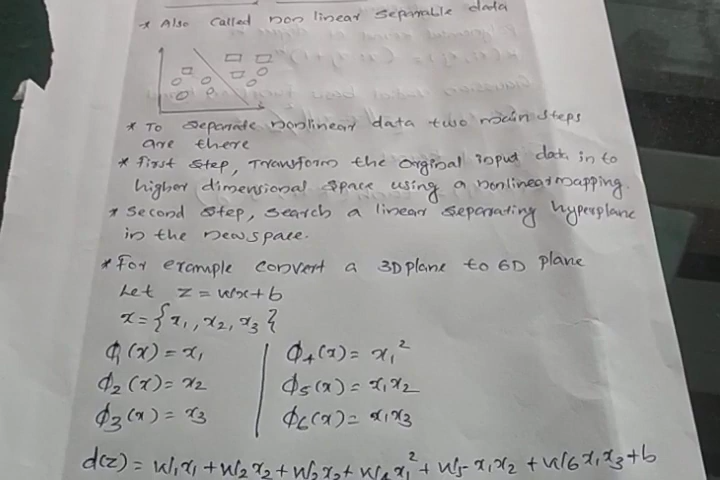 * Also called non linear separable data
* To separate nonlinear data two main steps
are there
* first step, Transform the orginal input data in to
higher dimensional space using a nonlinear mapping.
* Second step, search a linear separating hyperplane
in the new space.
* For example convert a 3D plane to 6D plane
Let z = wx+b
x = {x₁, x₂, x₃}
φ₁(x) = x₁
φ₂(x) = x₂
φ₃(x) = x₃
φ₄(x) = x₁²
φ₅(x) = x₁x₂
φ₆(x) = x₁x₃
d(z) = w₁x₁ + w₂x₂ + w₂x₂ + w₄x₁² + w₅x₁x₂ + w₆x₁x₃ + b